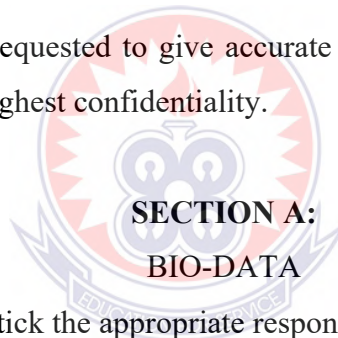 equested to give accurate
ghest confidentiality.
SECTION A:
BIO-DATA
tick the appropriate respon